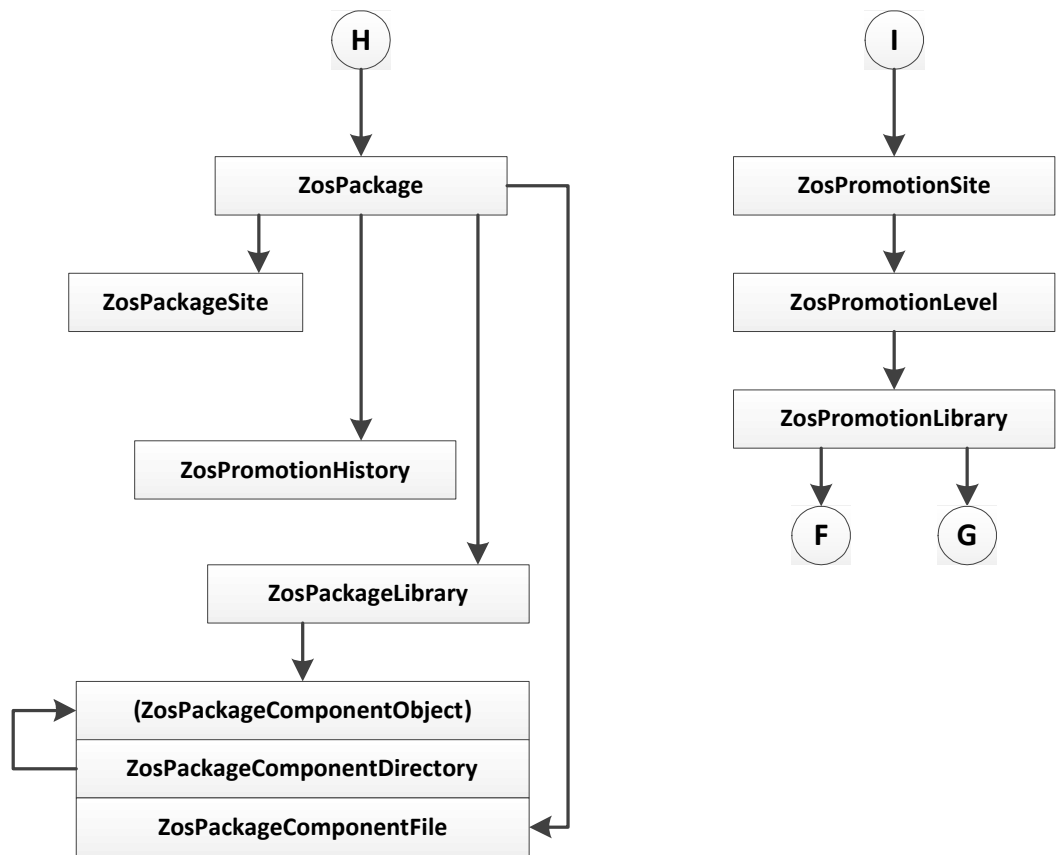 H
ZosPackage
ZosPackageSite
ZosPromotionHistory
ZosPackageLibrary
(ZosPackageComponentObject)
ZosPackageComponentDirectory
ZosPackageComponentFile
I
ZosPromotionSite
ZosPromotionLevel
ZosPromotionLibrary
F
G